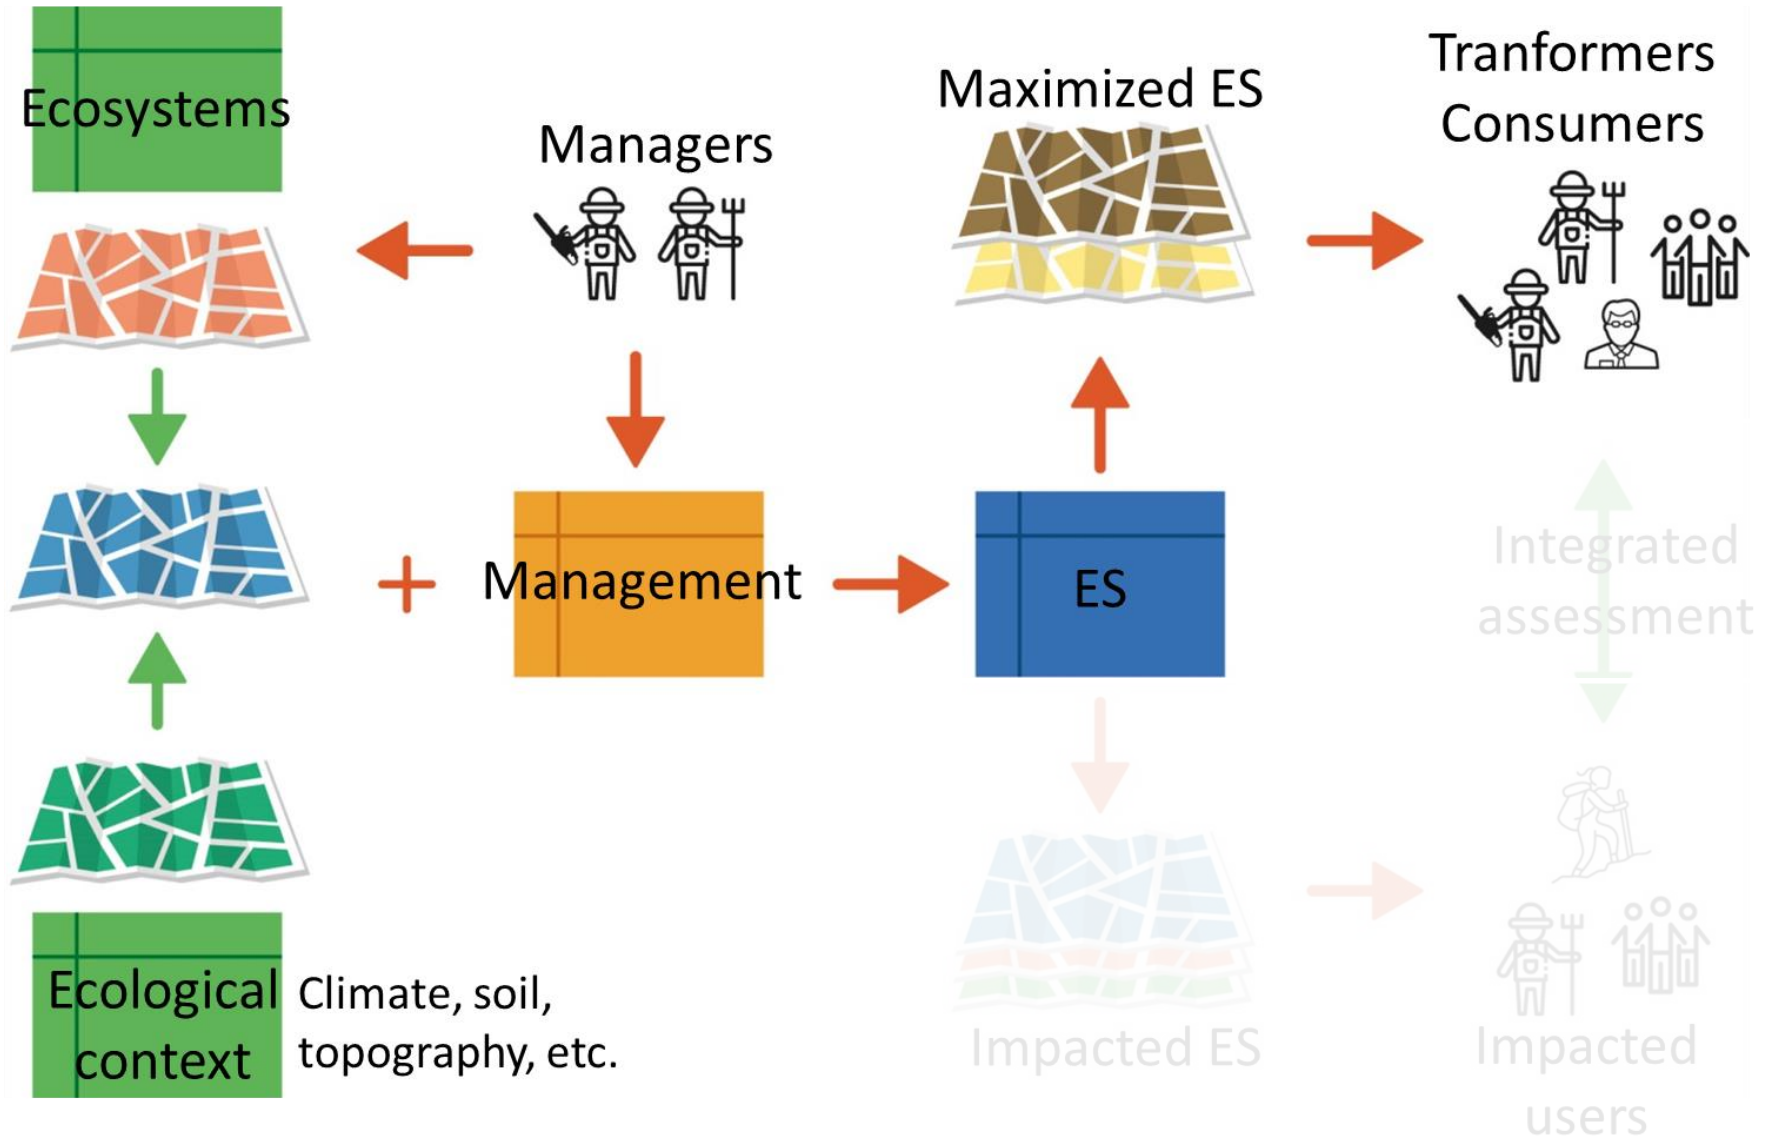 Ecosystems
Managers
Maximized ES
Tranformers
Consumers
Management
ES
Integrated
assessment
Ecological
context
Climate, soil,
topography, etc.
Impacted ES
Impacted
users